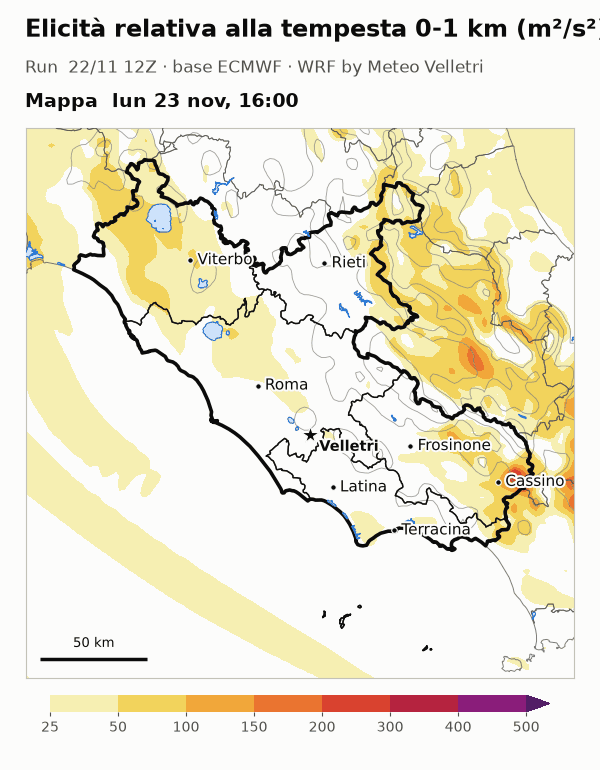 Elicità relativa alla tempesta 0-1 km (m²/s²)
Run 22/11 12Z · base ECMWF · WRF by Meteo Velletri
Mappa lun 23 nov, 16:00
Viterbo
Rieti
Roma
Velletri
Frosinone
Cassino
Latina
Terracina
50 km
25 50 100 150 200 300 400 500